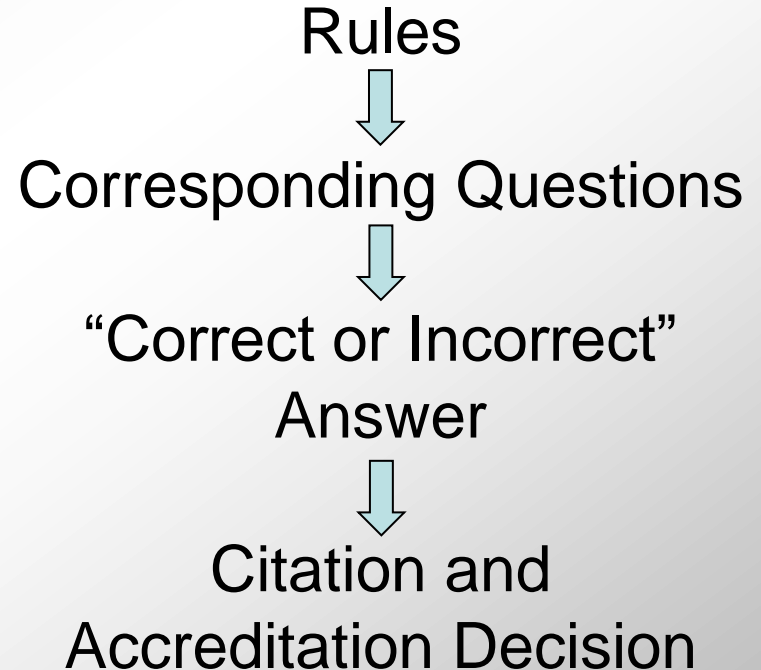 Rules
Corresponding Questions
“Correct or Incorrect”
Answer
Citation and
Accreditation Decision